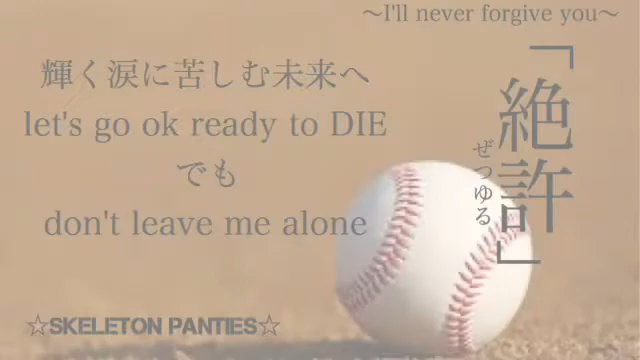 〜I'll never forgive you〜
「絶許」
ぜつゆる
輝く涙に苦しむ未来へ
let's go ok ready to DIE
でも
don't leave me alone
☆SKELETON PANTIES☆